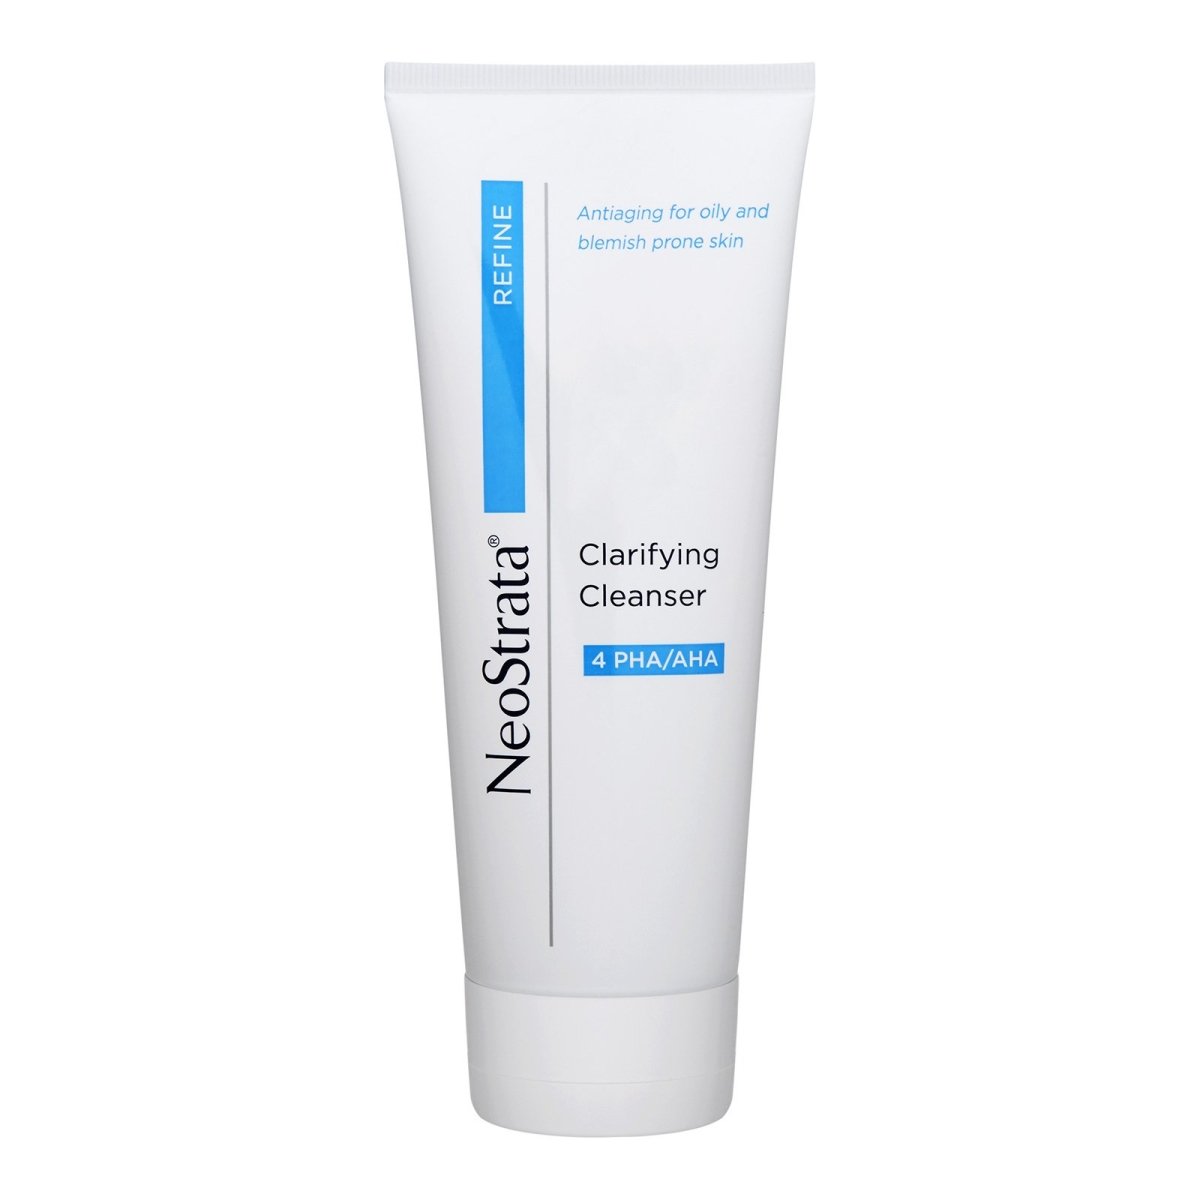 REFINE
NeoStrata®
Antiaging for oily and
blemish prone skin
Clarifying
Cleanser
4 PHA/AHA